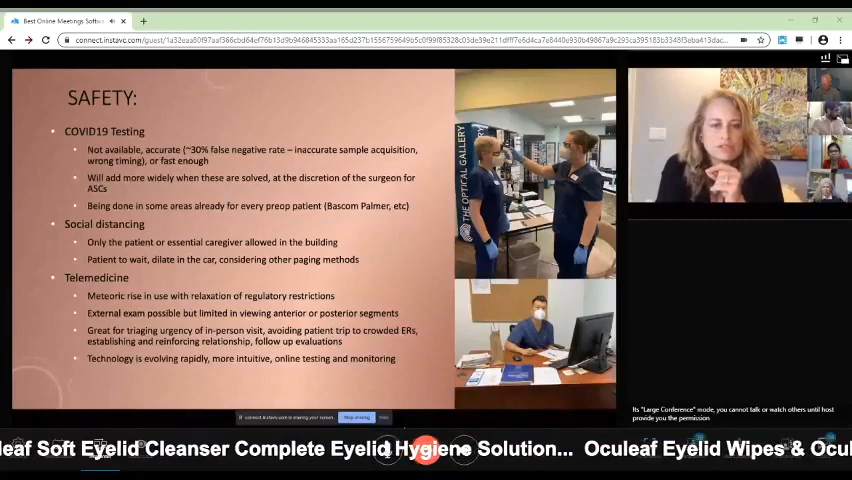 Best Online Meetings Softw
connect.instavc.com/guest/
SAFETY:
• COVID19 Testing
• Not available, accurate (~30% false negative rate – inaccurate sample acquisition,
wrong timing), or fast enough
• Will add more widely when these are solved, at the discretion of the surgeon for
ASCs
• Being done in some areas already for every preop patient (Bascom Palmer, etc)
• Social distancing
• Only the patient or essential caregiver allowed in the building
• Patient to wait, dilate in the car, considering other paging methods
• Telemedicine
• Meteoric rise in use with relaxation of regulatory restrictions
• External exam possible but limited in viewing anterior or posterior segments
• Great for triaging urgency of in-person visit, avoiding patient trip to crowded ERs,
establishing and reinforcing relationship, follow up evaluations
• Technology is evolving rapidly, more intuitive, online testing and monitoring
THE OPTICAL GALLERY
connect.instavc.com is sharing your screen.
Stop sharing
Hide
Its "Large Conference" mode, you cannot talk or watch others until host
provide you the permission
leaf Soft Eyelid Cleanser Complete Eyelid Hygiene Solution... Oculeaf Eyelid Wipes & Ocul